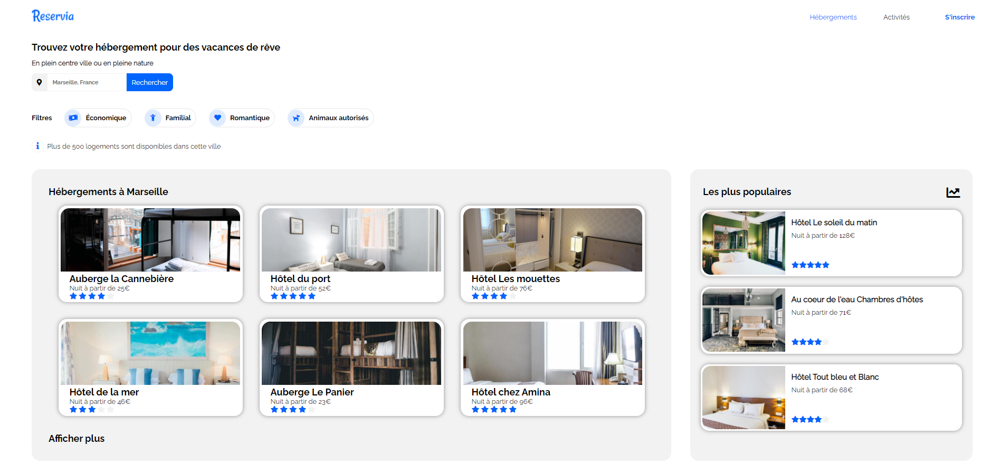 Reservia
Hébergements
Activités
S'inscrire
Trouvez votre hébergement pour des vacances de rêve
En plein centre ville ou en pleine nature
Marseille, France
Rechercher
Filtres
Économique
Familial
Romantique
Animaux autorisés
Plus de 500 logements sont disponibles dans cette ville
Hébergements à Marseille
Auberge la Cannebière
Nuit à partir de 25€
Hôtel du port
Nuit à partir de 52€
Hôtel Les mouettes
Nuit à partir de 76€
Hôtel de la mer
Nuit à partir de 46€
Auberge Le Panier
Nuit à partir de 23€
Hôtel chez Amina
Nuit à partir de 96€
Afficher plus
Les plus populaires
Hôtel Le soleil du matin
Nuit à partir de 128€
Au coeur de l'eau Chambres d'hôtes
Nuit à partir de 71€
Hôtel Tout bleu et Blanc
Nuit à partir de 68€